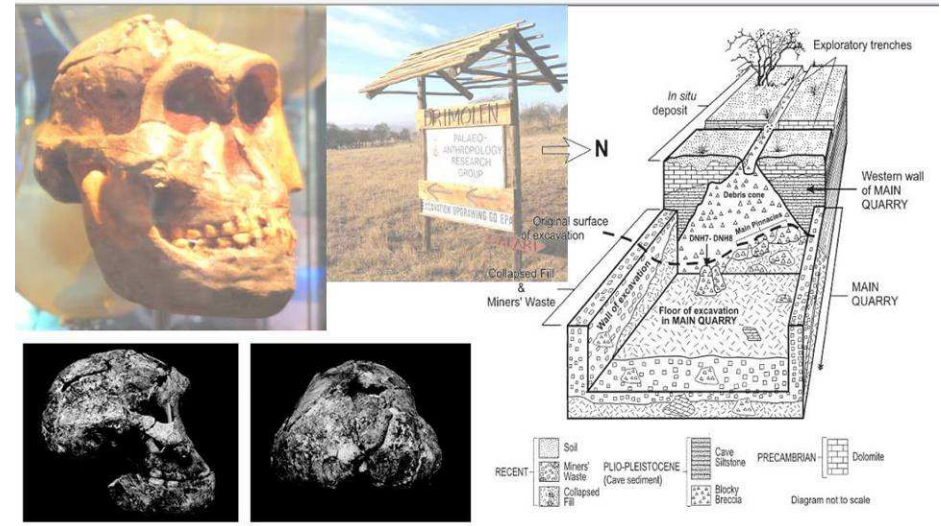 DRIMOLEN
PALAEO-
ANTHROPOLOGY
RESEARCH
GROUP
N
Exploratory trenches
In situ
deposit
Debris cone
Western wall
of MAIN
QUARRY
Original surface
of excavation
DNH7- DNH8
Main Pinnacles
Collapsed Fill
&
Miners' Waste
Wall of excavation
MAIN
QUARRY
Floor of excavation
in MAIN QUARRY
RECENT
Soil
Miners'
Waste
Collapsed
Fill
PLIO-PLEISTOCENE
(Cave sediment)
Cave
Siltstone
Blocky
Breccia
PRECAMBRIAN
Dolomite
Diagram not to scale